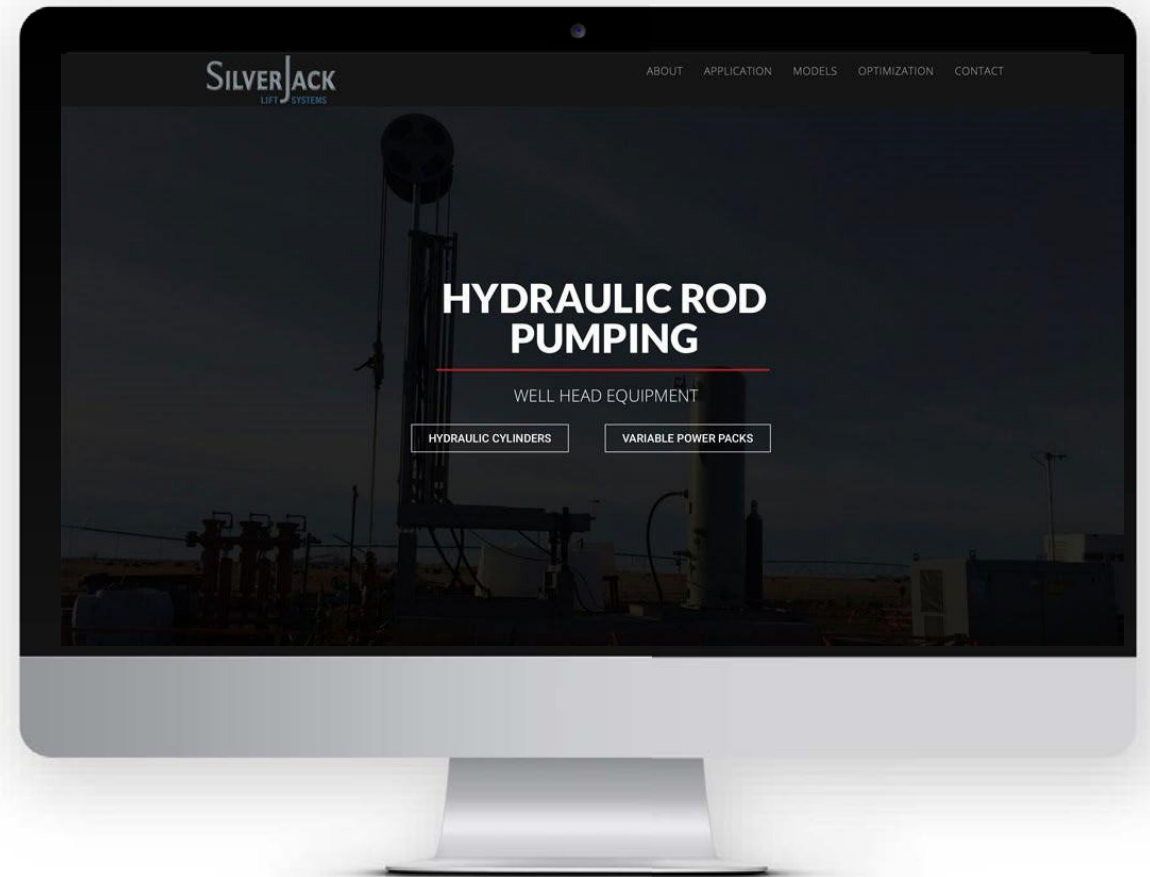 SILVERJACK
LIFT SYSTEMS
ABOUT APPLICATION MODELS OPTIMIZATION CONTACT
HYDRAULIC ROD
PUMPING
WELL HEAD EQUIPMENT
HYDRAULIC CYLINDERS VARIABLE POWER PACKS